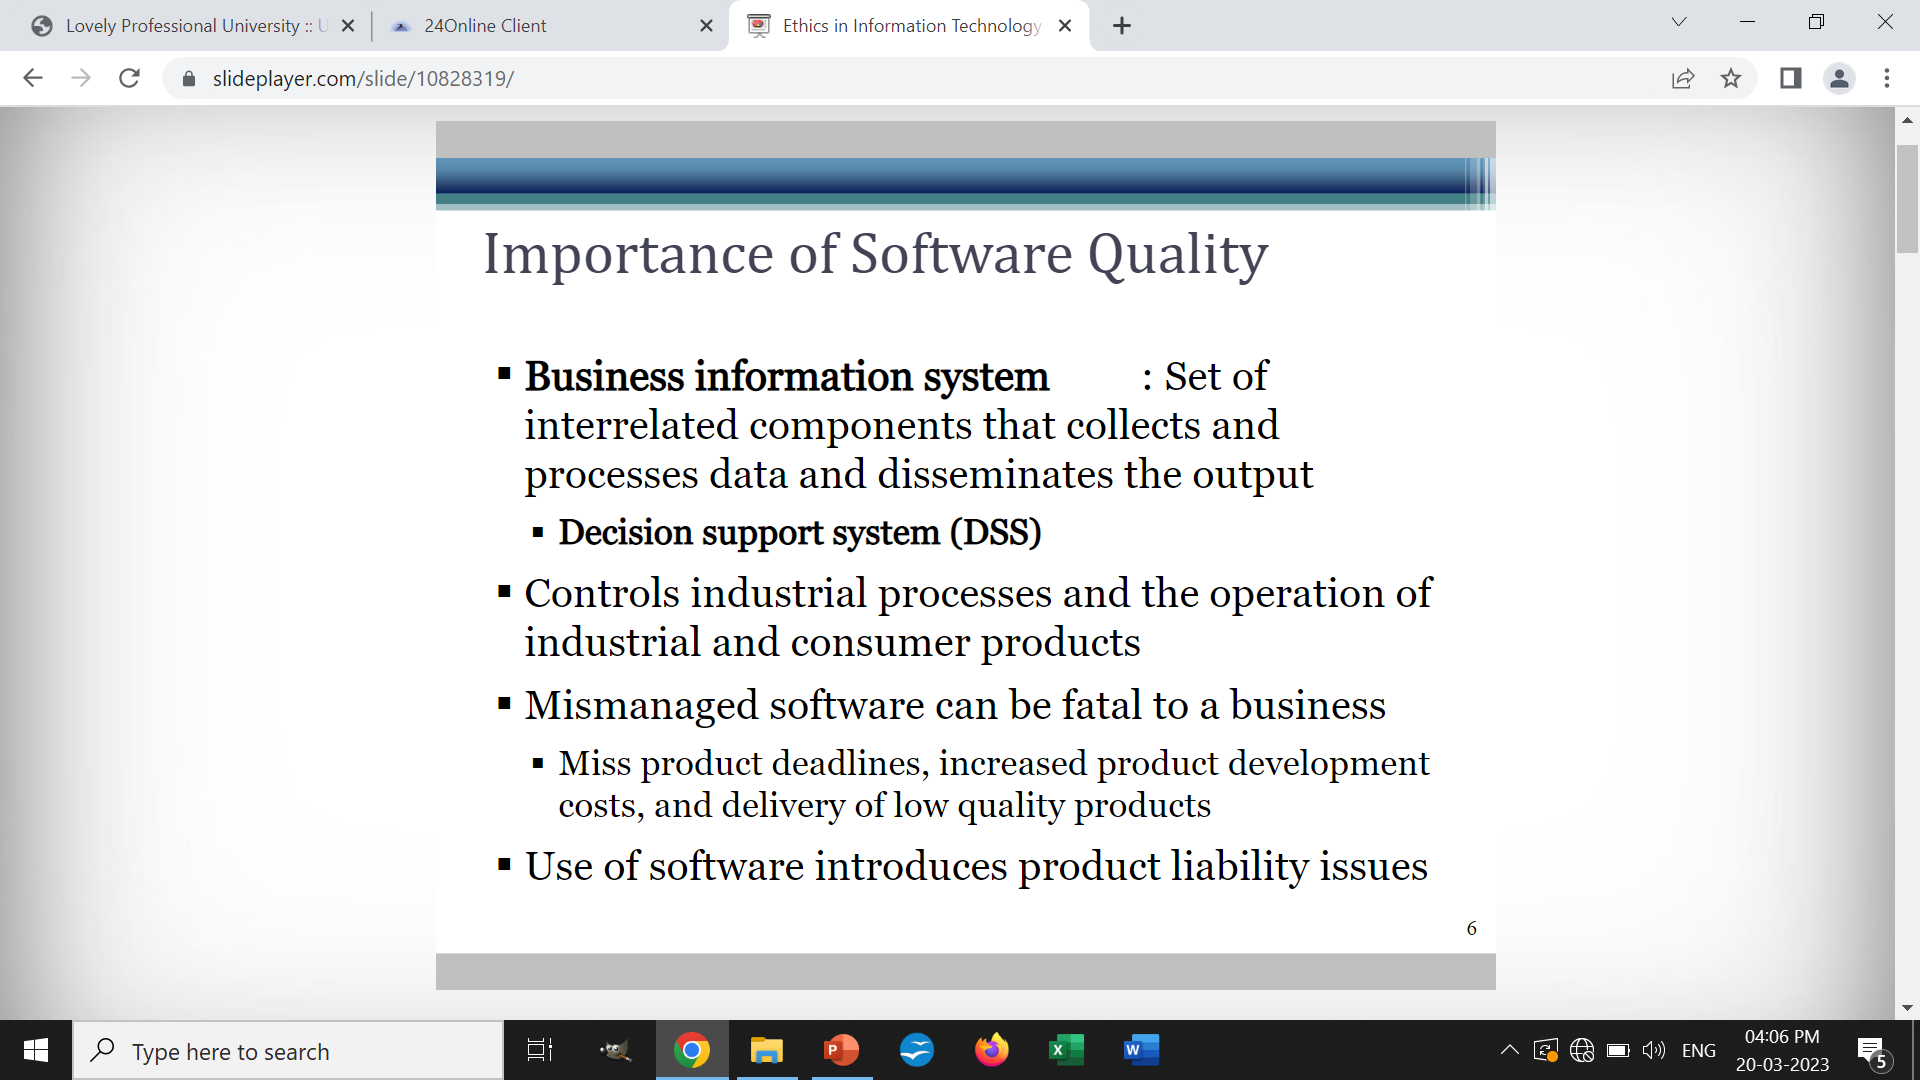 Lovely Professional University :: U
24Online Client
Ethics in Information Technology
slideplayer.com/slide/10828319/
Importance of Software Quality
▪ Business information system : Set of
interrelated components that collects and
processes data and disseminates the output
▪ Decision support system (DSS)
▪ Controls industrial processes and the operation of
industrial and consumer products
▪ Mismanaged software can be fatal to a business
▪ Miss product deadlines, increased product development
costs, and delivery of low quality products
▪ Use of software introduces product liability issues
6
Type here to search
P
X
W
ENG
04:06 PM
20-03-2023
5